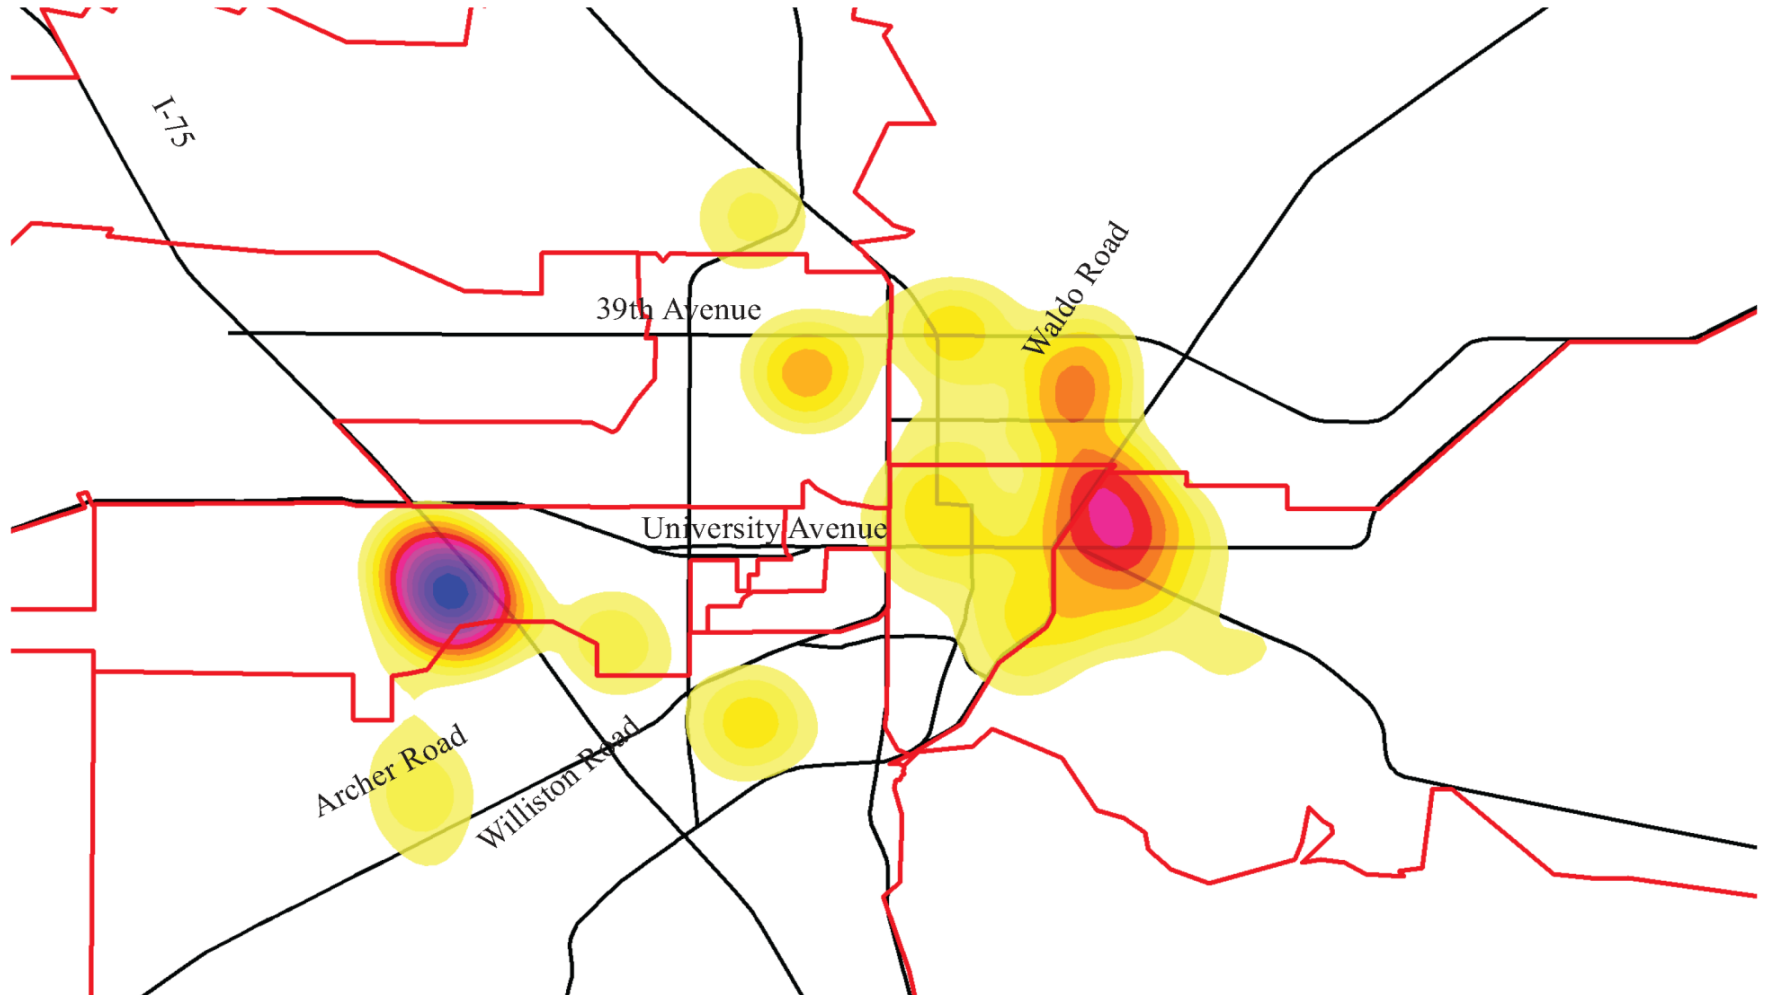 I-75
Waldo Road
39th Avenue
University Avenue
Archer Road
Williston Road